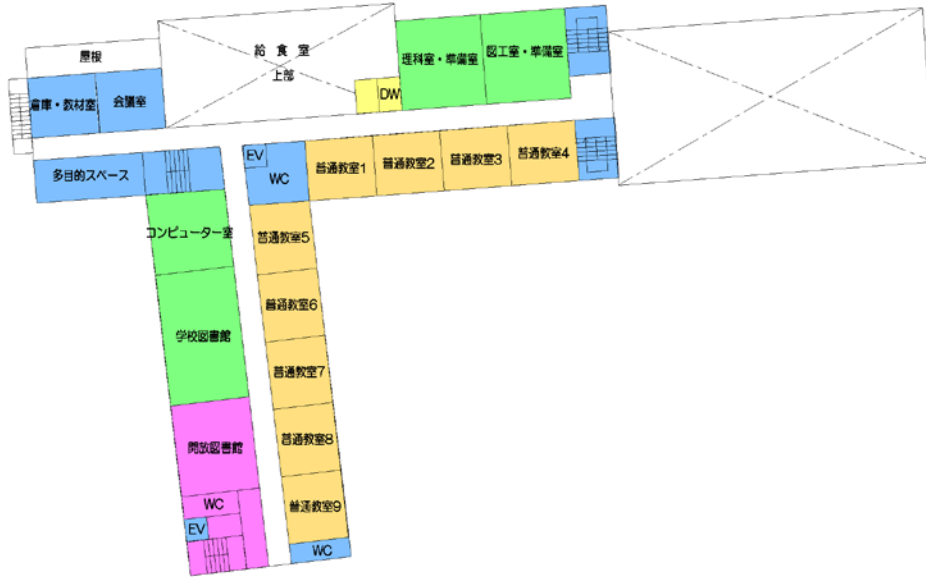 屋根
給 食 室
上部
理科室・準備室
図工室・準備室
倉庫・教材室
会議室
DW
多目的スペース
EV
WC
普通教室1
普通教室2
普通教室3
普通教室4
コンピューター室
普通教室5
普通教室6
学校図書館
普通教室7
開放図書館
普通教室8
WC
EV
普通教室9
WC